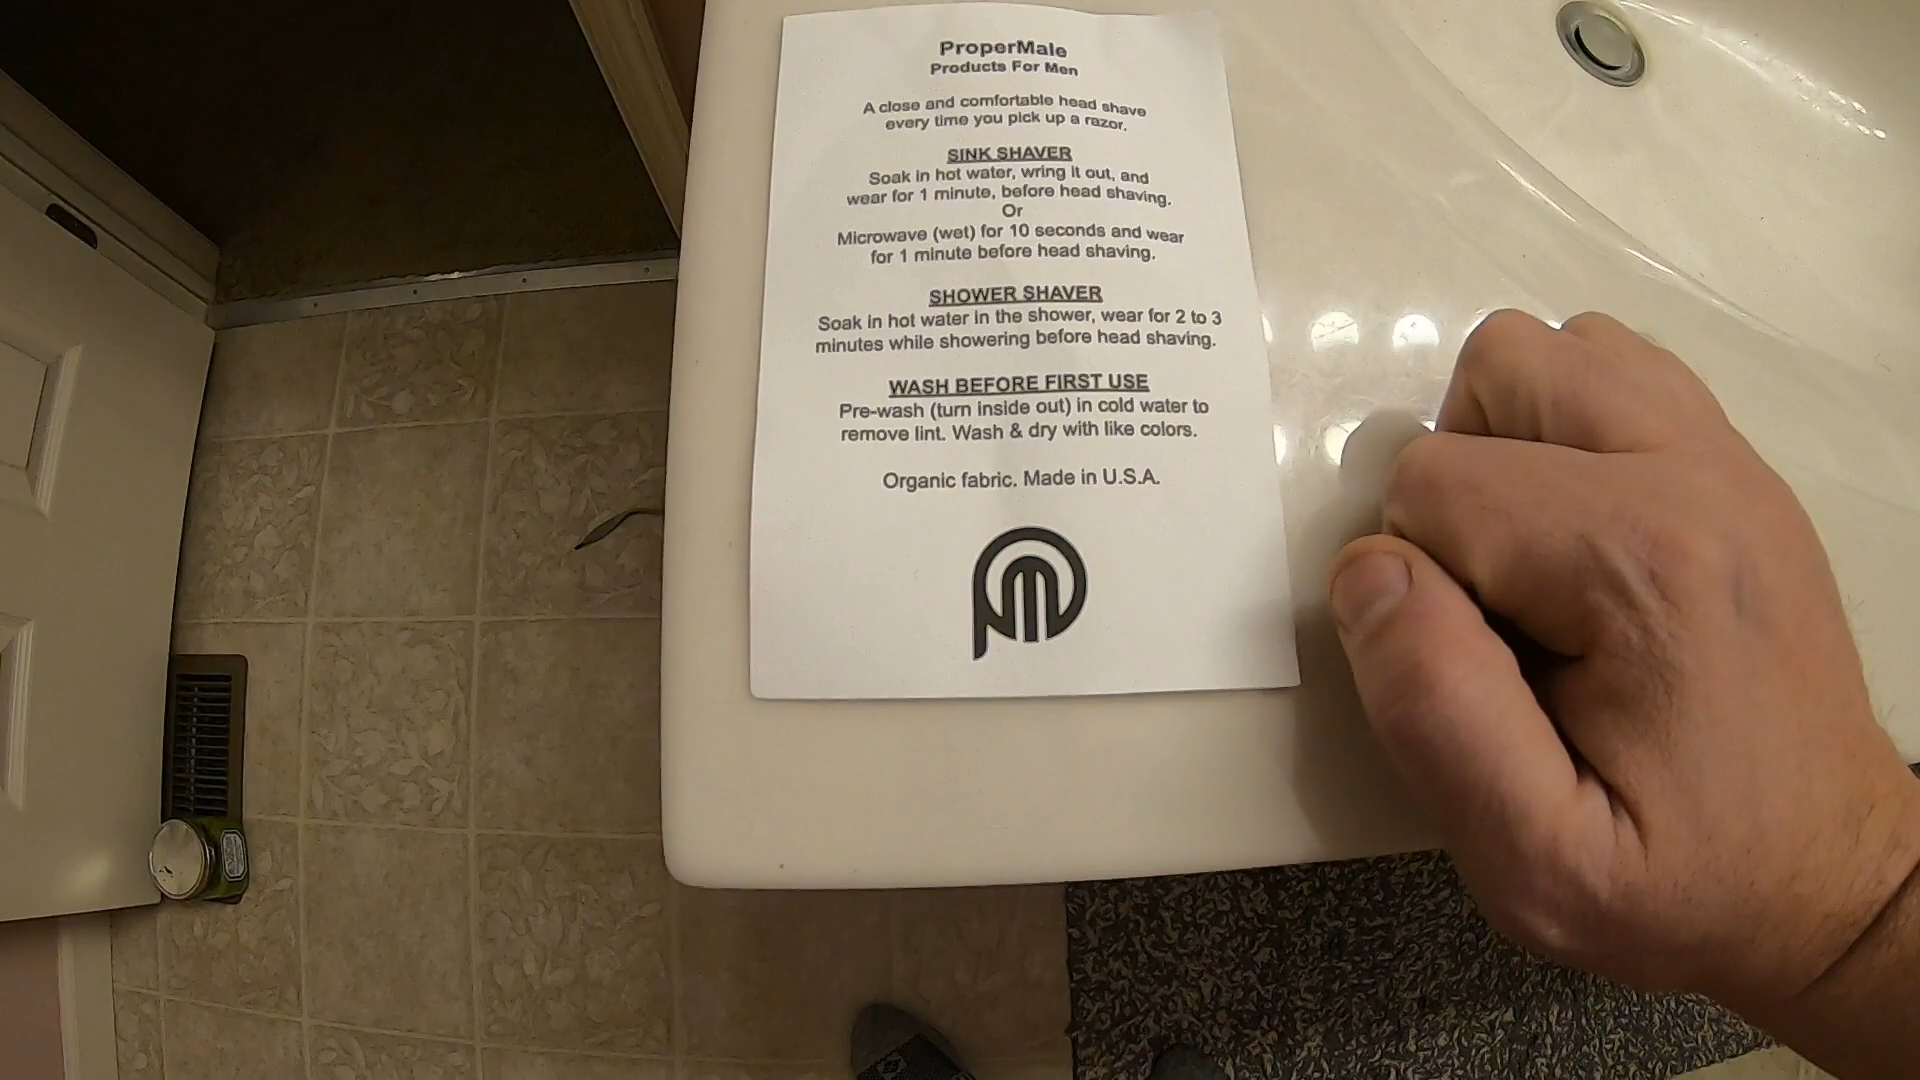 ProperMale
Products For Men
A close and comfortable head shave
every time you pick up a razor.
SINK SHAVER
Soak in hot water, wring it out, and
wear for 1 minute, before head shaving.
Or
Microwave (wet) for 10 seconds and wear
for 1 minute before head shaving.
SHOWER SHAVER
Soak in hot water in the shower, wear for 2 to 3
minutes while showering before head shaving.
WASH BEFORE FIRST USE
Pre-wash (turn inside out) in cold water to
remove lint. Wash & dry with like colors.
Organic fabric. Made in U.S.A.